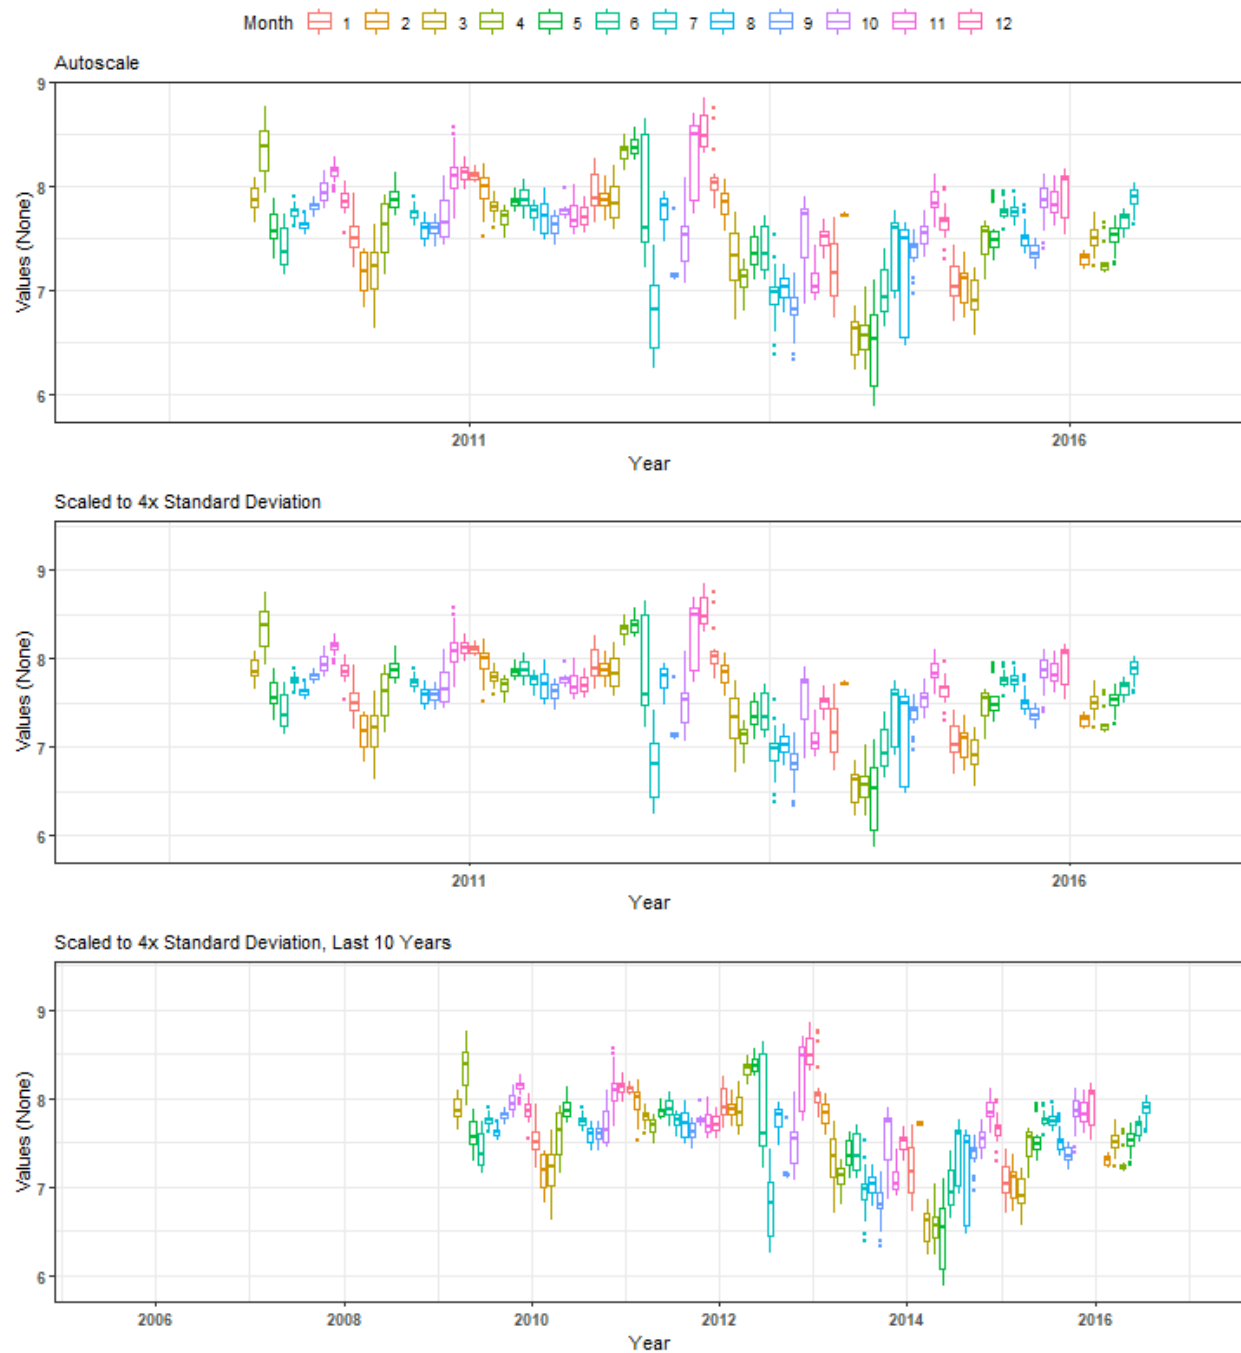 Month 1 2 3 4 5 6 7 8 9 10 11 12
Autoscale
9
8
7
6
Values (None)
2011 2016
Year
Scaled to 4x Standard Deviation
9
8
7
6
Values (None)
2011 2016
Year
Scaled to 4x Standard Deviation, Last 10 Years
9
8
7
6
Values (None)
2006 2008 2010 2012 2014 2016
Year